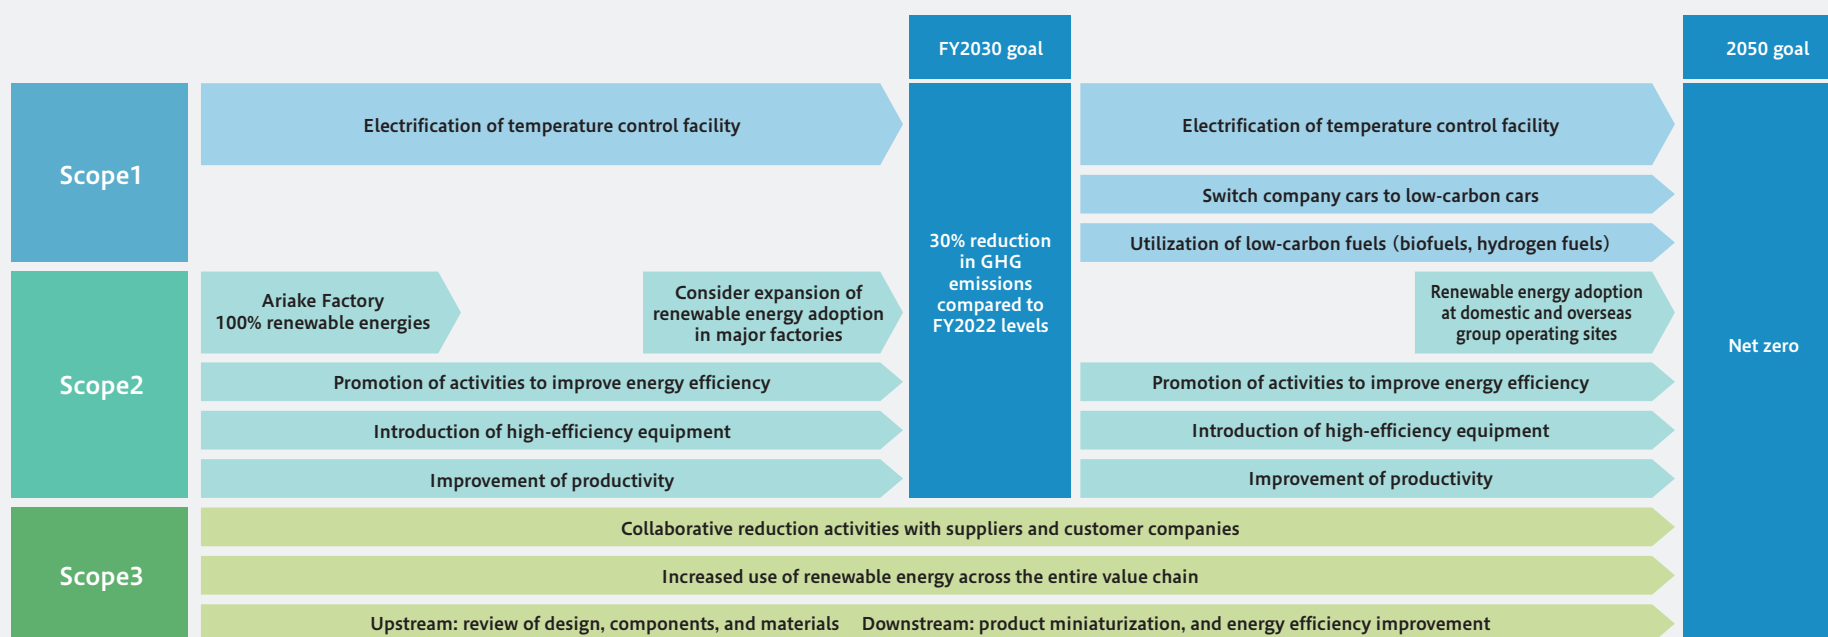 FY2030 goal
2050 goal
Scope1
Electrification of temperature control facility
30% reduction
in GHG
emissions
compared to
FY2022 levels
Electrification of temperature control facility
Switch company cars to low-carbon cars
Utilization of low-carbon fuels (biofuels, hydrogen fuels)
Net zero
Scope2
Ariake Factory
100% renewable energies
Consider expansion of
renewable energy adoption
in major factories
Renewable energy adoption
at domestic and overseas
group operating sites
Promotion of activities to improve energy efficiency
Promotion of activities to improve energy efficiency
Introduction of high-efficiency equipment
Introduction of high-efficiency equipment
Improvement of productivity
Improvement of productivity
Scope3
Collaborative reduction activities with suppliers and customer companies
Increased use of renewable energy across the entire value chain
Upstream: review of design, components, and materials Downstream: product miniaturization, and energy efficiency improvement